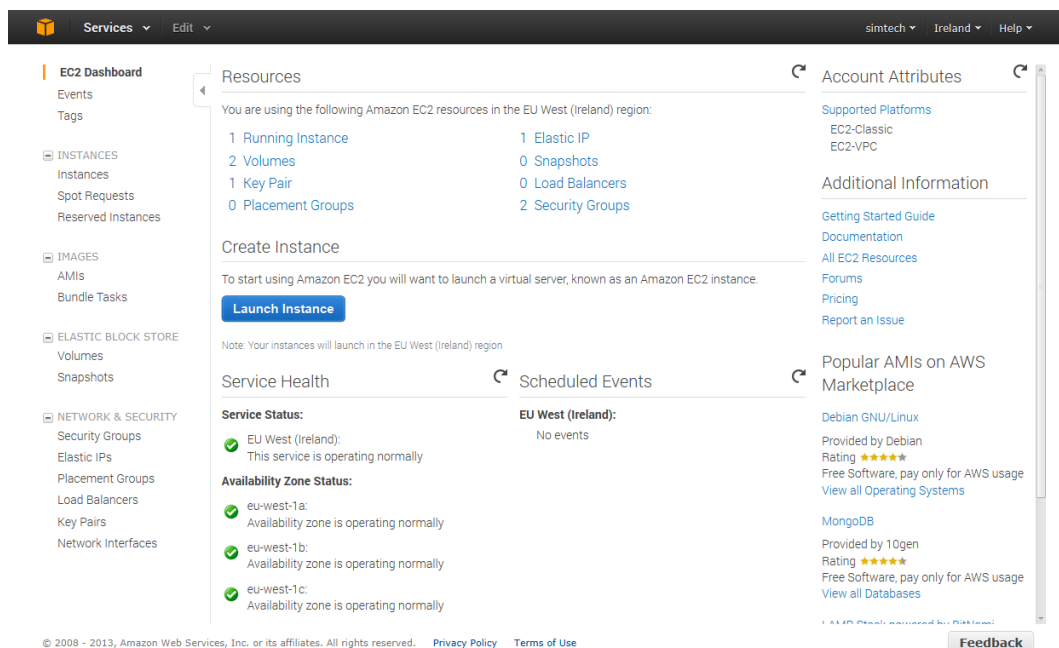 Services Edit simtech Ireland Help
EC2 Dashboard
Events
Tags
INSTANCES
Instances
Spot Requests
Reserved Instances
IMAGES
AMIs
Bundle Tasks
ELASTIC BLOCK STORE
Volumes
Snapshots
NETWORK & SECURITY
Security Groups
Elastic IPs
Placement Groups
Load Balancers
Key Pairs
Network Interfaces
Resources
You are using the following Amazon EC2 resources in the EU West (Ireland) region:
1 Running Instance 1 Elastic IP
2 Volumes 0 Snapshots
1 Key Pair 0 Load Balancers
0 Placement Groups 2 Security Groups
Create Instance
To start using Amazon EC2 you will want to launch a virtual server, known as an Amazon EC2 instance.
Launch Instance
Note: Your instances will launch in the EU West (Ireland) region
Service Health
Service Status:
EU West (Ireland):
This service is operating normally
Availability Zone Status:
eu-west-1a:
Availability zone is operating normally
eu-west-1b:
Availability zone is operating normally
eu-west-1c:
Availability zone is operating normally
Scheduled Events
EU West (Ireland):
No events
Account Attributes
Supported Platforms
EC2-Classic
EC2-VPC
Additional Information
Getting Started Guide
Documentation
All EC2 Resources
Forums
Pricing
Report an Issue
Popular AMIs on AWS
Marketplace
Debian GNU/Linux
Provided by Debian
Rating
Free Software, pay only for AWS usage
View all Operating Systems
MongoDB
Provided by 10gen
Rating
Free Software, pay only for AWS usage
View all Databases
LAMP Stack powered by BitNami
© 2008 - 2013, Amazon Web Services, Inc. or its affiliates. All rights reserved. Privacy Policy Terms of Use
Feedback